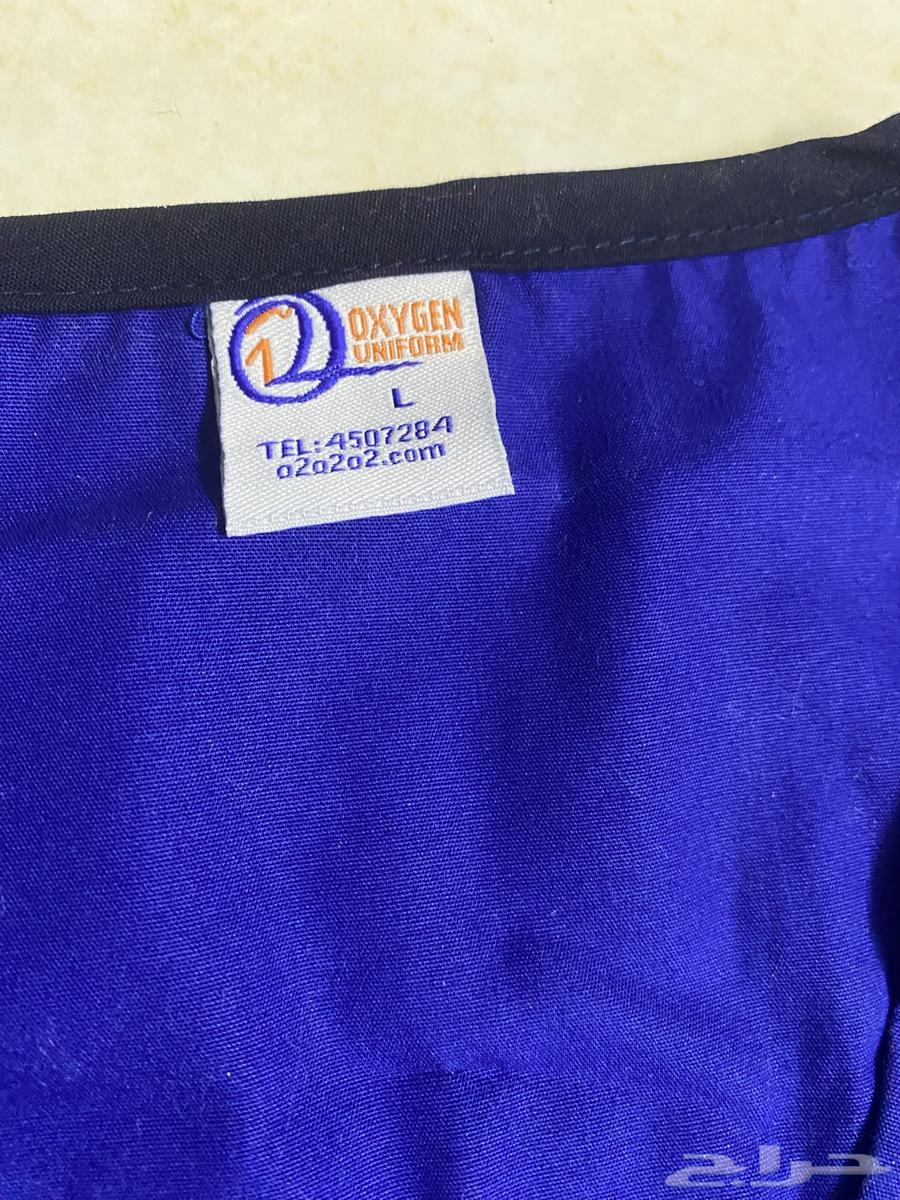 OXYGEN
UNIFORM
L
TEL:4507284
o2o2o2.com
حراج